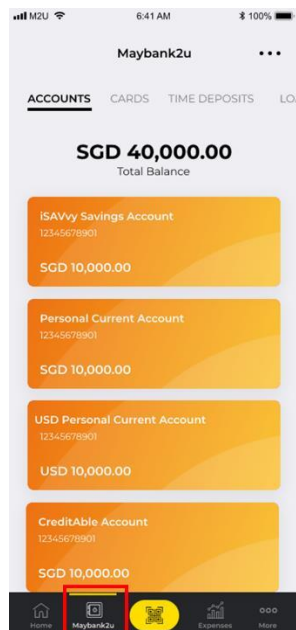 M2U 6:41 AM 100%
Maybank2u
ACCOUNTS CARDS TIME DEPOSITS LO
SGD 40,000.00
Total Balance
iSAVvy Savings Account
12345678901
SGD 10,000.00
Personal Current Account
12345678901
SGD 10,000.00
USD Personal Current Account
12345678901
USD 10,000.00
CreditAble Account
12345678901
SGD 10,000.00
Home Maybank2u Expenses More